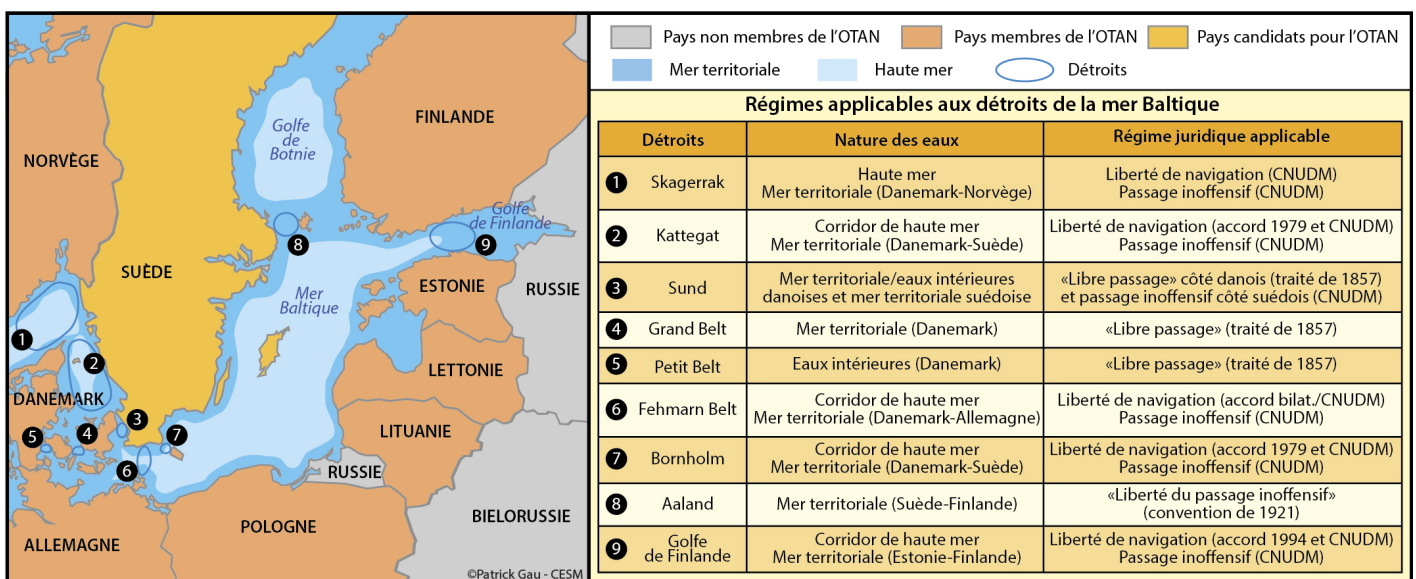 Golfe
de
Botnie
FINLANDE
NORVÈGE
Golfe
de Finlande
8
9
SUÈDE
Mer
Baltique
ESTONIE
RUSSIE
1
2
LETTONIE
DANEMARK
3
4
5
6
7
LITUANIE
RUSSIE
BIELORUSSIE
POLOGNE
ALLEMAGNE
©Patrick Gau - CESM
Pays non membres de l'OTAN
Pays membres de l'OTAN
Pays candidats pour l'OTAN
Mer territoriale
Haute mer
Détroits
Régimes applicables aux détroits de la mer Baltique
Détroits
Nature des eaux
Régime juridique applicable
1 Skagerrak
Haute mer
Mer territoriale (Danemark-Norvège)
Liberté de navigation (CNUDM)
Passage inoffensif (CNUDM)
2 Kattegat
Corridor de haute mer
Mer territoriale (Danemark-Suède)
Liberté de navigation (accord 1979 et CNUDM)
Passage inoffensif (CNUDM)
3 Sund
Mer territoriale/eaux intérieures
danoises et mer territoriale suédoise
«Libre passage» côté danois (traité de 1857)
et passage inoffensif côté suédois (CNUDM)
4 Grand Belt
Mer territoriale (Danemark)
«Libre passage» (traité de 1857)
5 Petit Belt
Eaux intérieures (Danemark)
«Libre passage» (traité de 1857)
6 Fehmarn Belt
Corridor de haute mer
Mer territoriale (Danemark-Allemagne)
Liberté de navigation (accord bilat./CNUDM)
Passage inoffensif (CNUDM)
7 Bornholm
Corridor de haute mer
Mer territoriale (Danemark-Suède)
Liberté de navigation (accord 1979 et CNUDM)
Passage inoffensif (CNUDM)
8 Aaland
Mer territoriale (Suède-Finlande)
«Liberté du passage inoffensif»
(convention de 1921)
9 Golfe
de Finlande
Corridor de haute mer
Mer territoriale (Estonie-Finlande)
Liberté de navigation (accord 1994 et CNUDM)
Passage inoffensif (CNUDM)